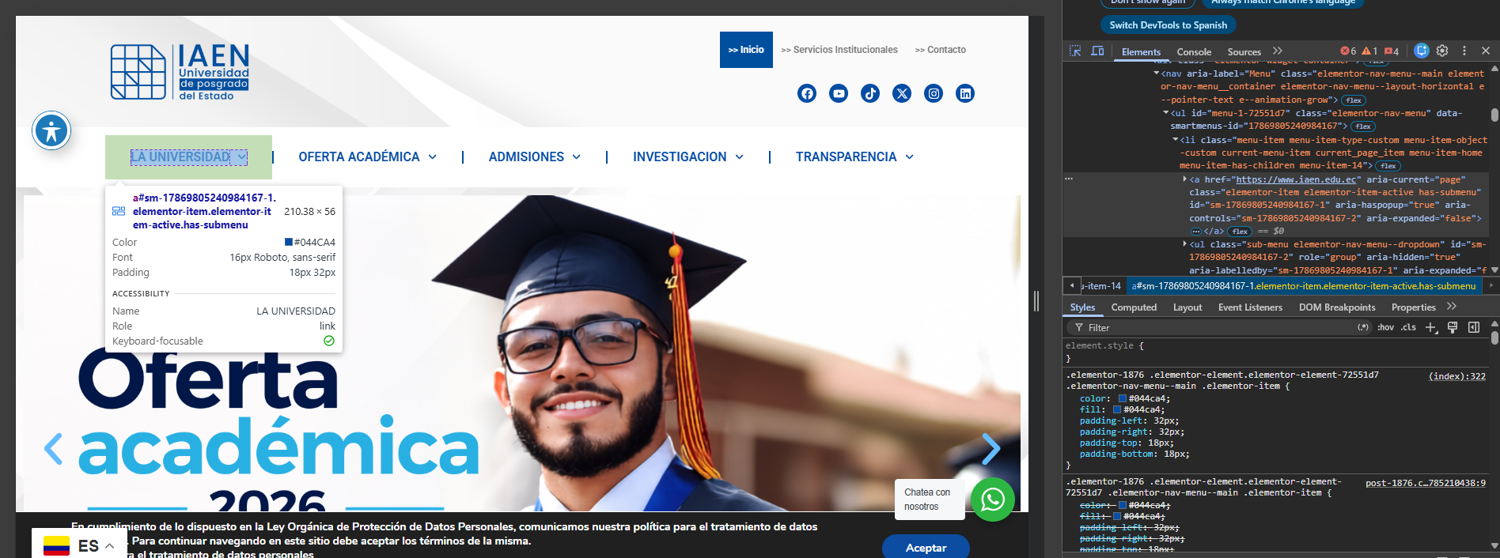 IAEN
Universidad
de posgrado
del Estado
>> Inicio
>> Servicios Institucionales
>> Contacto
LA UNIVERSIDAD
OFERTA ACADÉMICA
ADMISIONES
INVESTIGACION
TRANSPARENCIA
a#sm-17869805240984167-1.
elementor-item.elementor-it
em-active.has-submenu
210.38 × 56
Color #044CA4
Font 16px Roboto, sans-serif
Padding 18px 32px
ACCESSIBILITY
Name LA UNIVERSIDAD
Role link
Keyboard-focusable
Oferta
académica
2026
Chatea con
nosotros
En cumplimiento de lo dispuesto en la Ley Orgánica de Protección de Datos Personales, comunicamos nuestra política para el tratamiento de datos
. Para continuar navegando en este sitio debe aceptar los términos de la misma.
a el tratamiento de datos personales
ES
Aceptar
Don't show again
Always match Chrome's language
Switch DevTools to Spanish
Elements Console Sources 6 1 4
<nav aria-label="Menu" class="elementor-nav-menu--main element
or-nav-menu__container elementor-nav-menu--layout-horizontal e
--pointer-text e--animation-grow"> flex
<ul id="menu-1-72551d7" class="elementor-nav-menu" data-
smartmenus-id="17869805240984167"> flex
<li class="menu-item menu-item-type-custom menu-item-object
-custom current-menu-item current_page_item menu-item-home
menu-item-has-children menu-item-14"> flex
<a href="https://www.iaen.edu.ec" aria-current="page"
class="elementor-item elementor-item-active has-submenu"
id="sm-17869805240984167-1" aria-haspopup="true" aria-
controls="sm-17869805240984167-2" aria-expanded="false">
</a> flex == $0
<ul class="sub-menu elementor-nav-menu--dropdown" id="sm-
17869805240984167-2" role="group" aria-hidden="true"
aria-labelledby="sm-17869805240984167-1" aria-expanded="f
u-item-14 a#sm-17869805240984167-1.elementor-item.elementor-item-active.has-submenu
Styles Computed Layout Event Listeners DOM Breakpoints Properties
Filter :hov .cls
element.style {
}
.elementor-1876 .elementor-element.elementor-element-72551d7 (index):322
.elementor-nav-menu--main .elementor-item {
color: #044ca4;
fill: #044ca4;
padding-left: 32px;
padding-right: 32px;
padding-top: 18px;
padding-bottom: 18px;
}
.elementor-1876 .elementor-element.elementor-element- post-1876.c…785210438:9
72551d7 .elementor-nav-menu--main .elementor-item {
color: #044ca4;
fill: #044ca4;
padding-left: 32px;
padding-right: 32px;
padding-top: 18px;